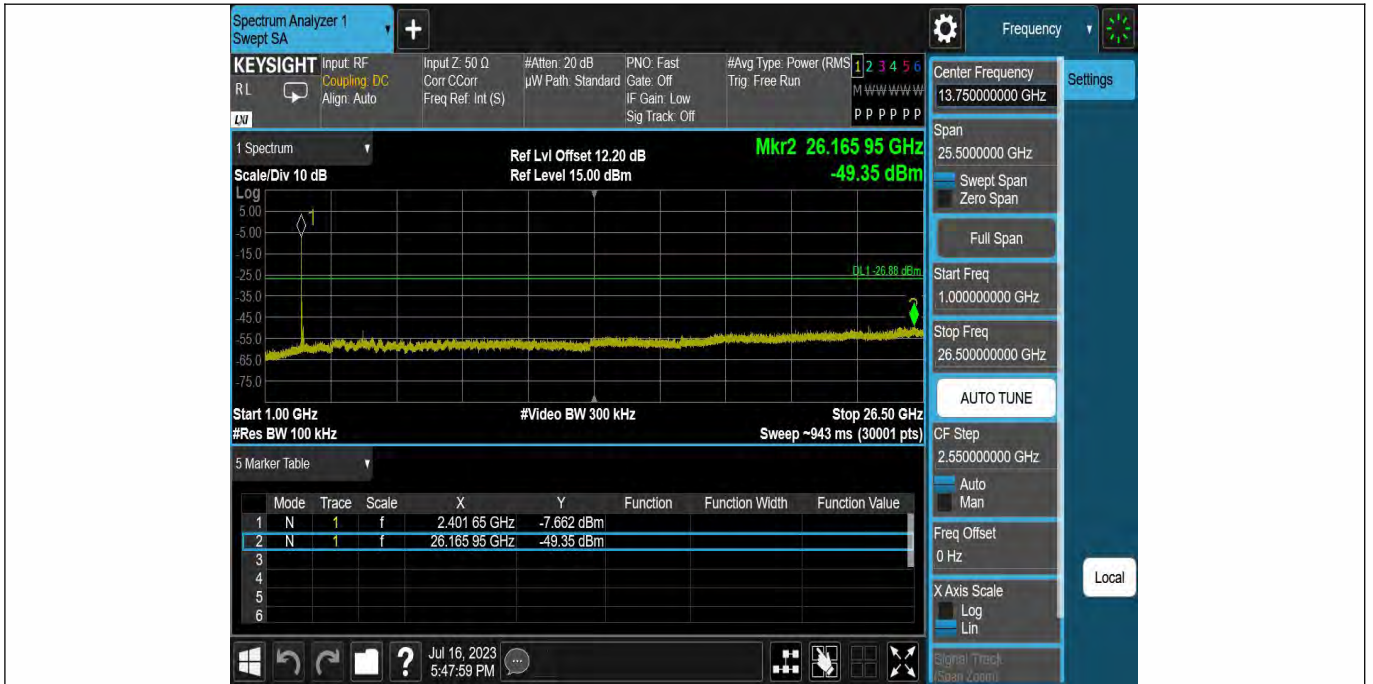 Spectrum Analyzer 1
Swept SA
+
Frequency
KEYSIGHT
RL
LXI
Input: RF
Coupling: DC
Align: Auto
Input Z: 50 Ω
Corr CCorr
Freq Ref: Int (S)
#Atten: 20 dB
µW Path: Standard
PNO: Fast
Gate: Off
IF Gain: Low
Sig Track: Off
#Avg Type: Power (RMS
Trig: Free Run
1 2 3 4 5 6
M W W W W W
P P P P P P
1 Spectrum
Scale/Div 10 dB
Ref Lvl Offset 12.20 dB
Ref Level 15.00 dBm
Mkr2 26.165 95 GHz
-49.35 dBm
Log
5.00
-5.00
-15.0
-25.0
-35.0
-45.0
-55.0
-65.0
-75.0
1
DL1 -26.88 dBm
Start 1.00 GHz
#Res BW 100 kHz
#Video BW 300 kHz
Stop 26.50 GHz
Sweep ~943 ms (30001 pts)
5 Marker Table
Mode Trace Scale X Y Function Function Width Function Value
1 N 1 f 2.401 65 GHz -7.662 dBm
2 N 1 f 26.165 95 GHz -49.35 dBm
3
4
5
6
Jul 16, 2023
5:47:59 PM
Center Frequency
13.750000000 GHz
Settings
Span
25.5000000 GHz
Swept Span
Zero Span
Full Span
Start Freq
1.000000000 GHz
Stop Freq
26.500000000 GHz
AUTO TUNE
CF Step
2.550000000 GHz
Auto
Man
Freq Offset
0 Hz
X Axis Scale
Log
Lin
Signal Track
(Span Zoom)
Local